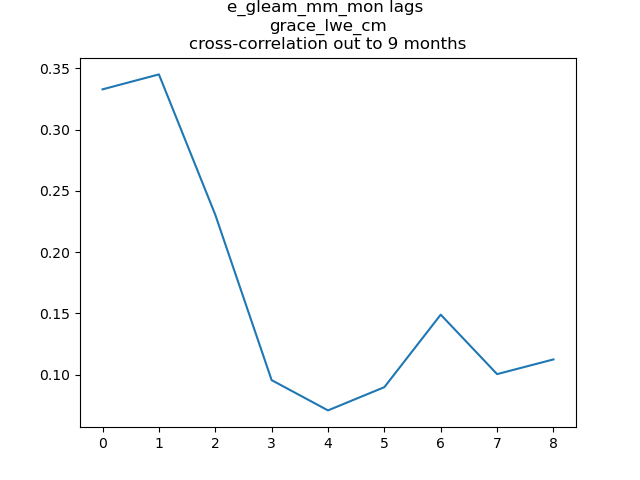 e_gleam_mm_mon lags
grace_lwe_cm
cross-correlation out to 9 months
0.35
0.30
0.25
0.20
0.15
0.10
0 1 2 3 4 5 6 7 8